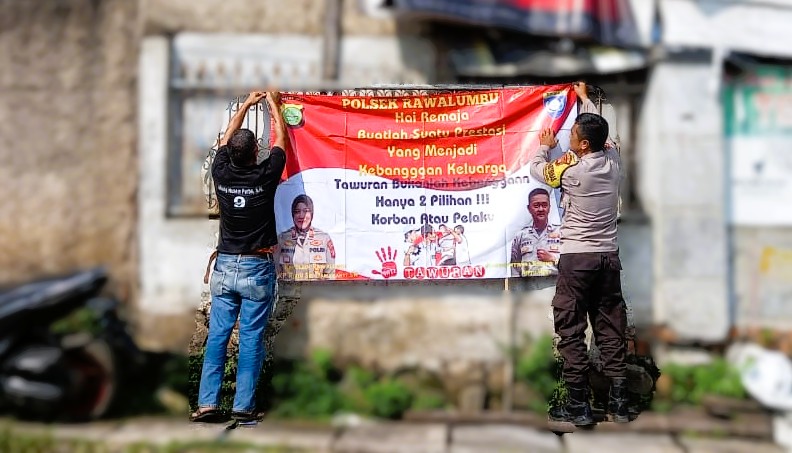 POLSEK RAWALUMBU
Hai Remaja
Buatlah Suatu Prestasi
Yang Menjadi
Kebanggaan Keluarga
Tawuran Bukanlah Kebanggaan
Hanya 2 Pilihan !!!
Korban Atau Pelaku
TAWURAN
9